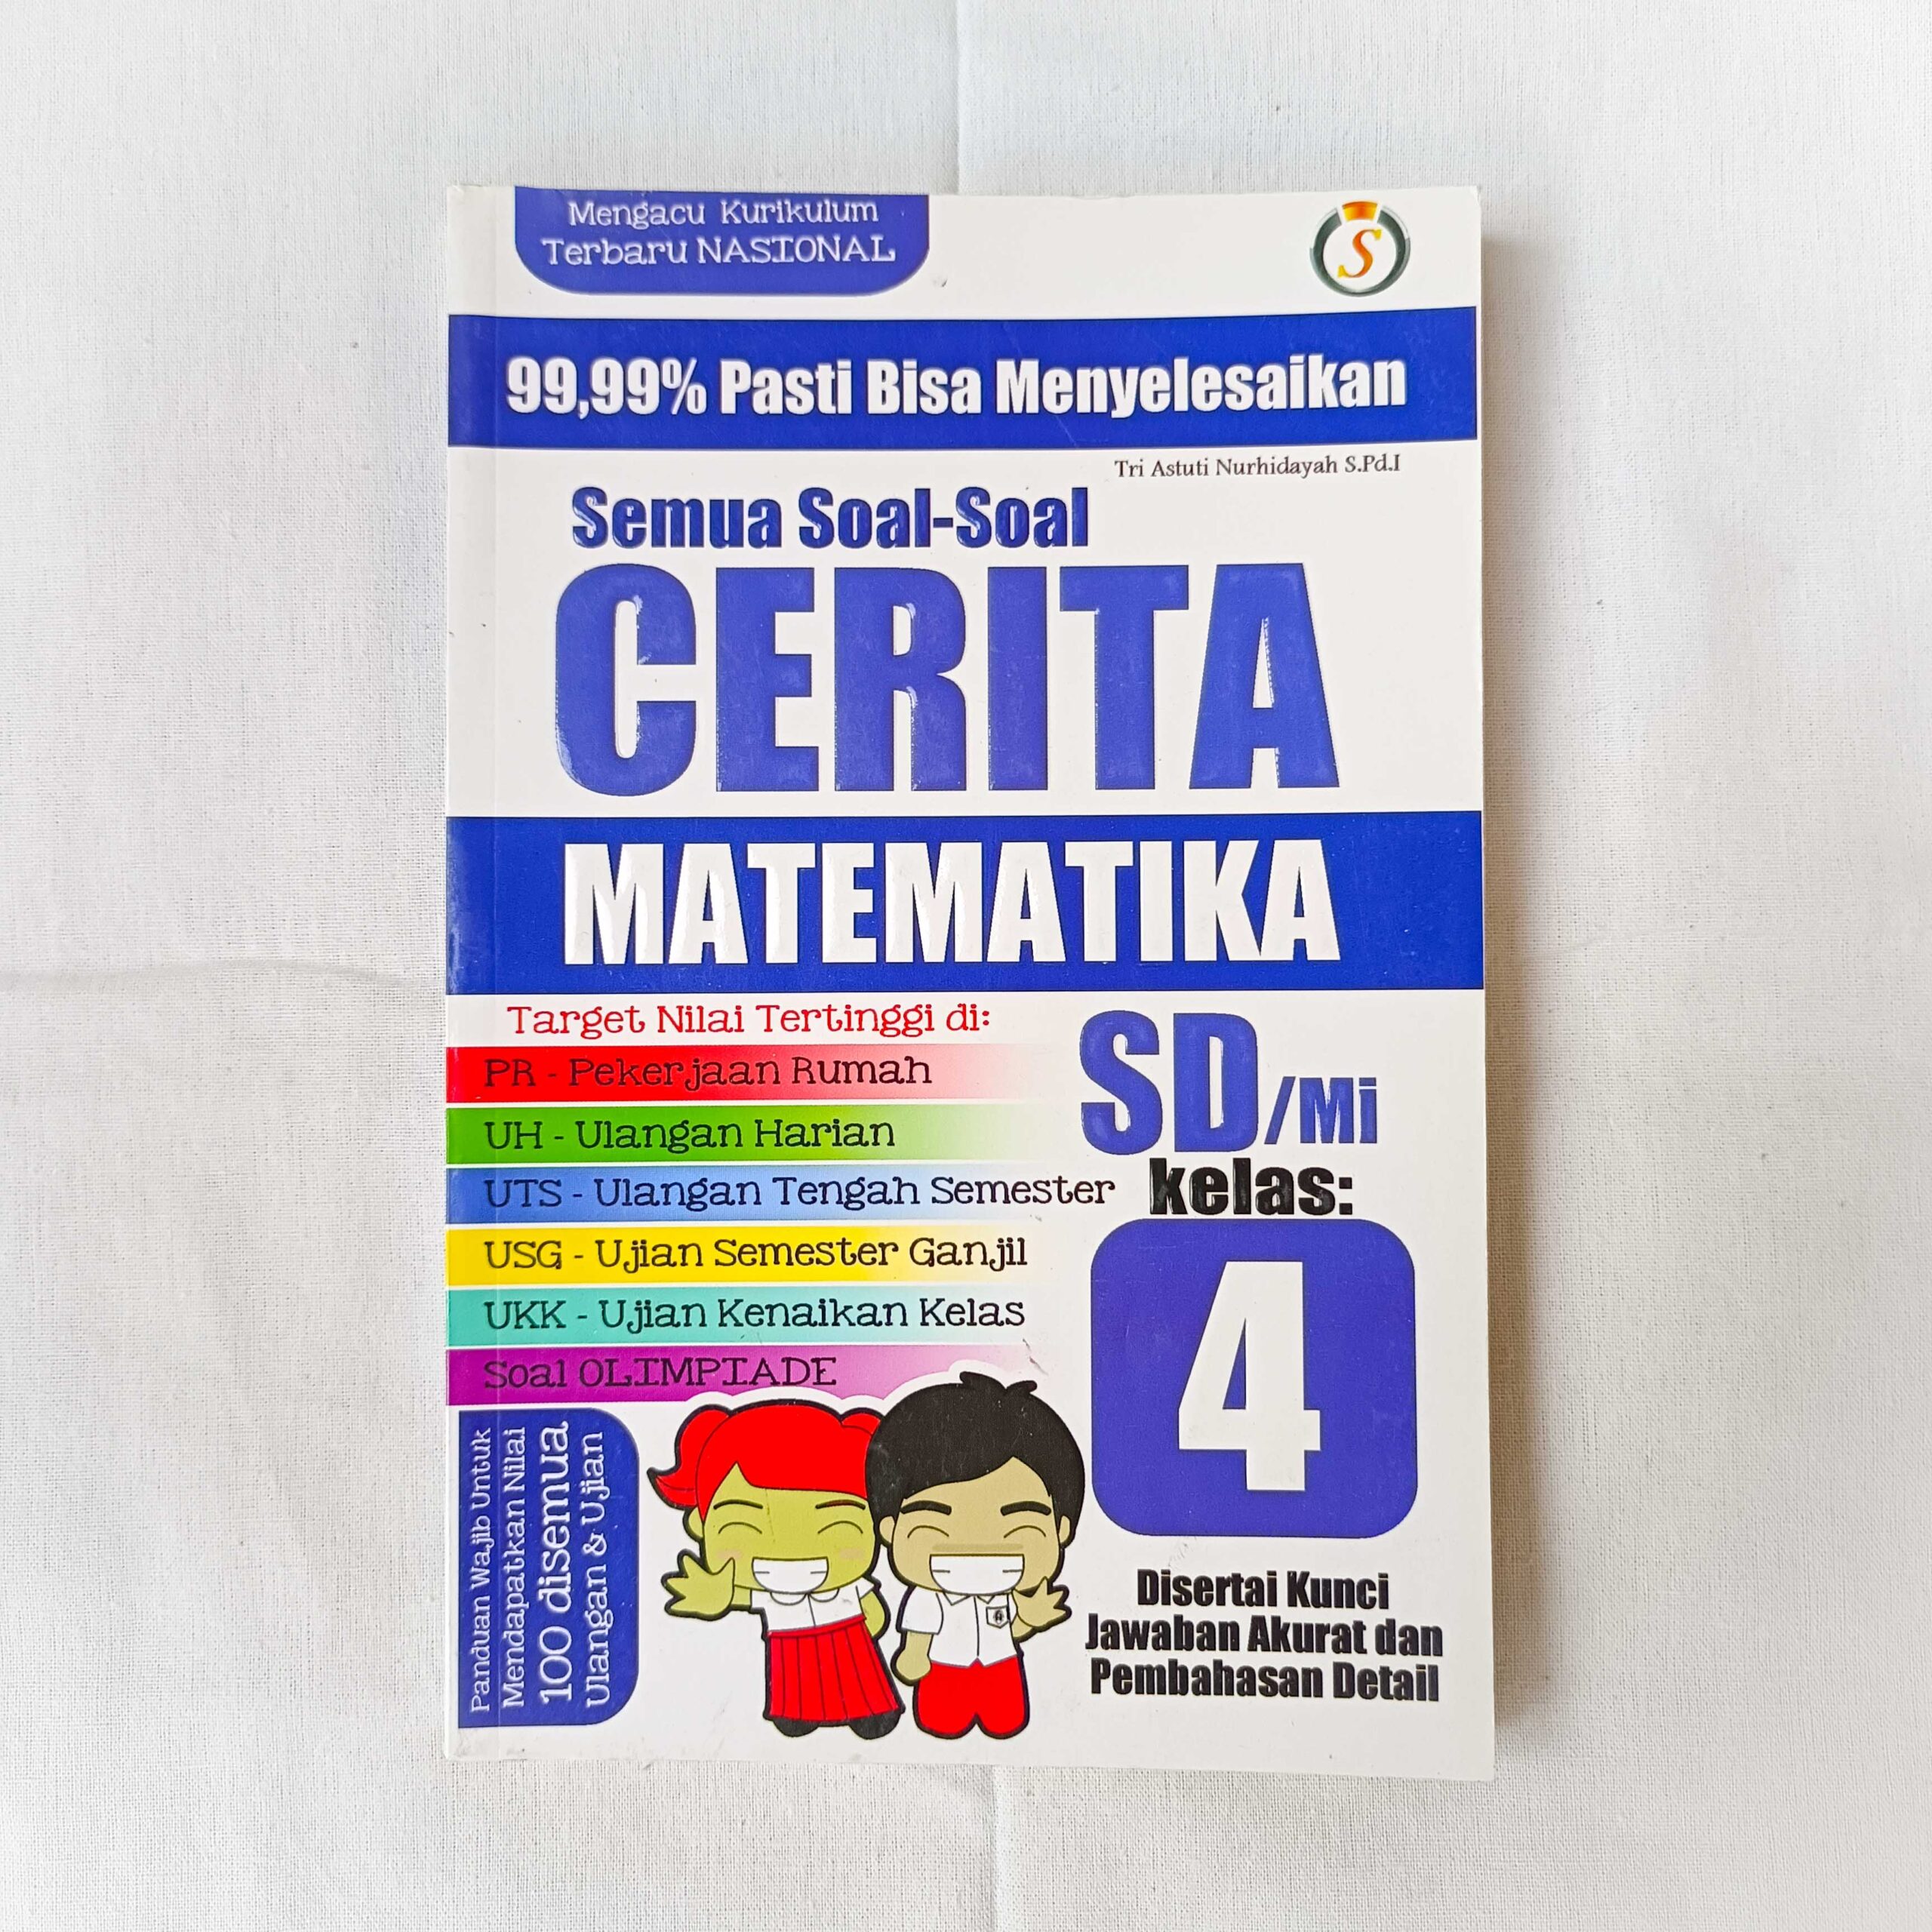 Mengacu Kurikulum
Terbaru NASIONAL
S
99,99% Pasti Bisa Menyelesaikan
Tri Astuti Nurhidayah S.Pd.I
Semua Soal-Soal
CERITA
MATEMATIKA
Target Nilai Tertinggi di:
PR - Pekerjaan Rumah
UH - Ulangan Harian
UTS - Ulangan Tengah Semester
USG - Ujian Semester Ganjil
UKK - Ujian Kenaikan Kelas
Soal OLIMPIADE
SD/Mi
kelas:
4
Panduan Wajib Untuk
Mendapatkan Nilai
100 disemua
Ulangan & Ujian
Disertai Kunci
Jawaban Akurat dan
Pembahasan Detail